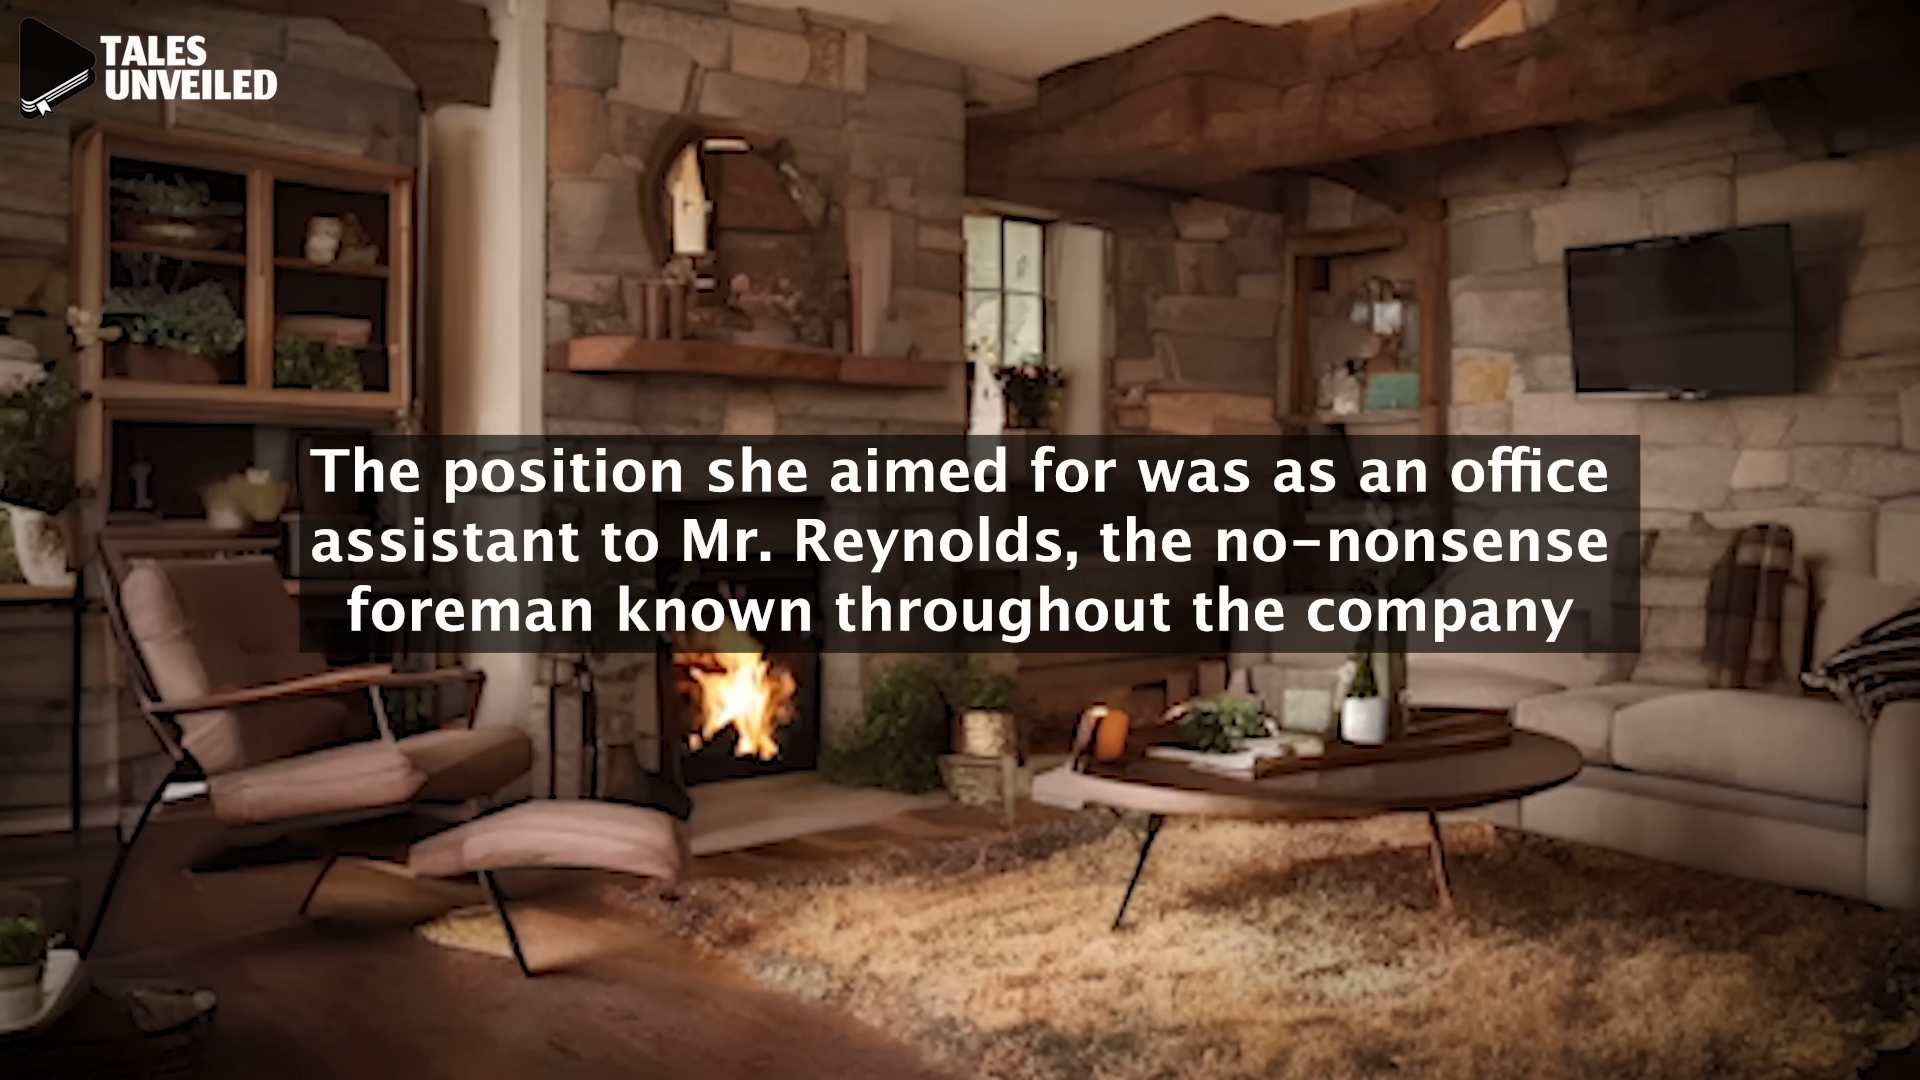 TALES
UNVEILED
The position she aimed for was as an office
assistant to Mr. Reynolds, the no-nonsense
foreman known throughout the company